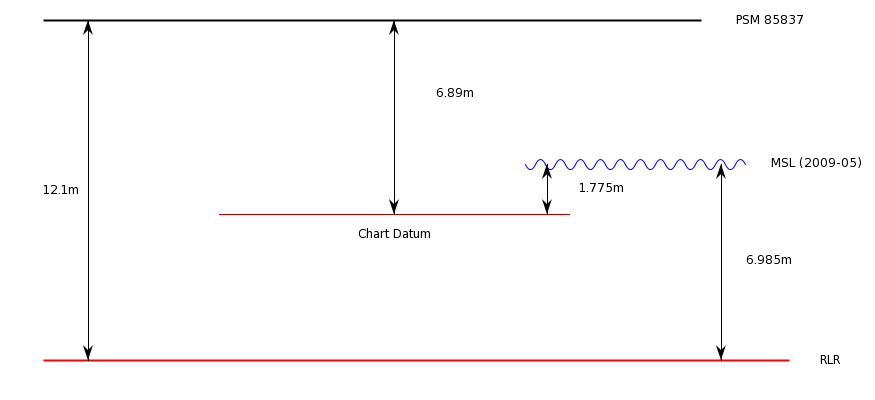 PSM 85837
6.89m
MSL (2009-05)
12.1m
1.775m
Chart Datum
6.985m
RLR